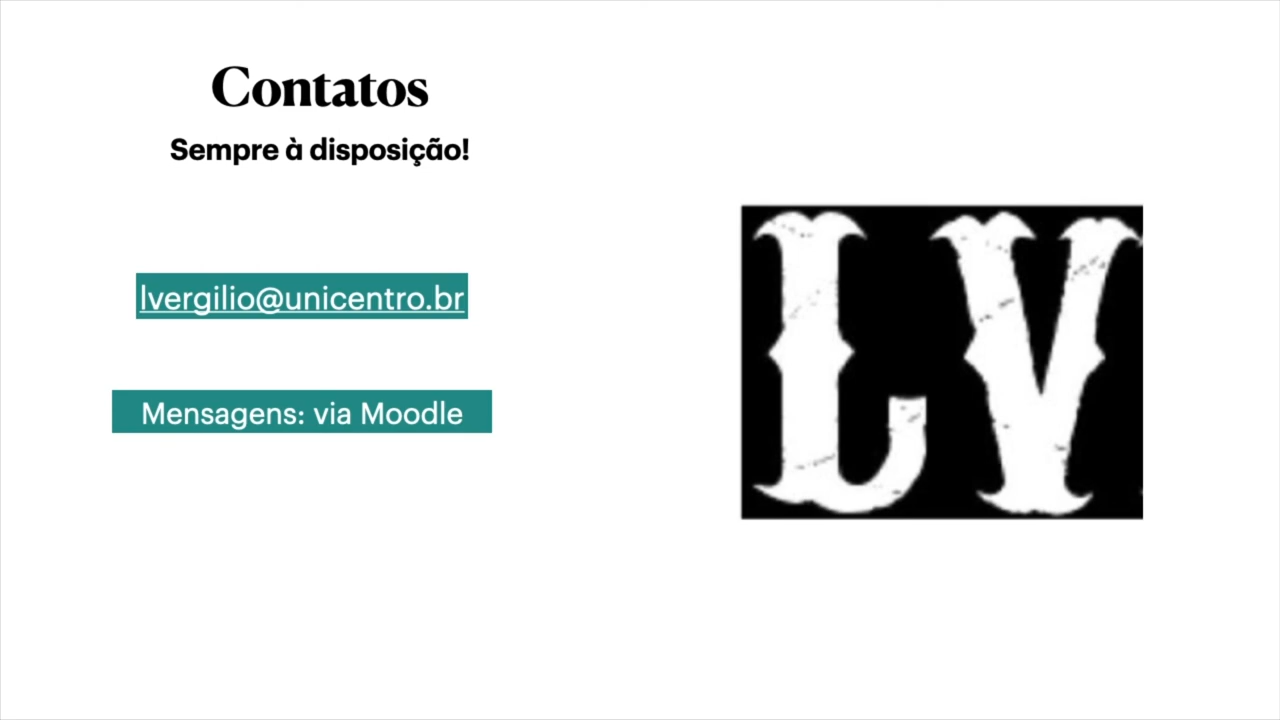 Contatos
Sempre à disposição!
lvergilio@unicentro.br
Mensagens: via Moodle
LV